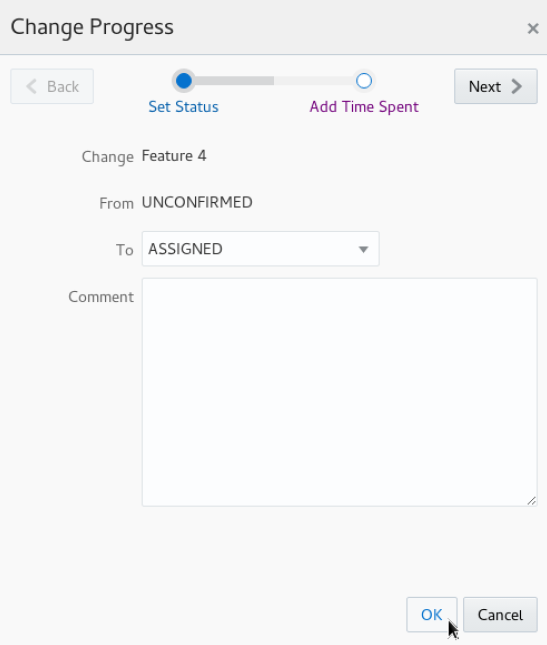 Change Progress
Back
Next
Set Status
Add Time Spent
Change Feature 4
From UNCONFIRMED
To ASSIGNED
Comment
OK
Cancel